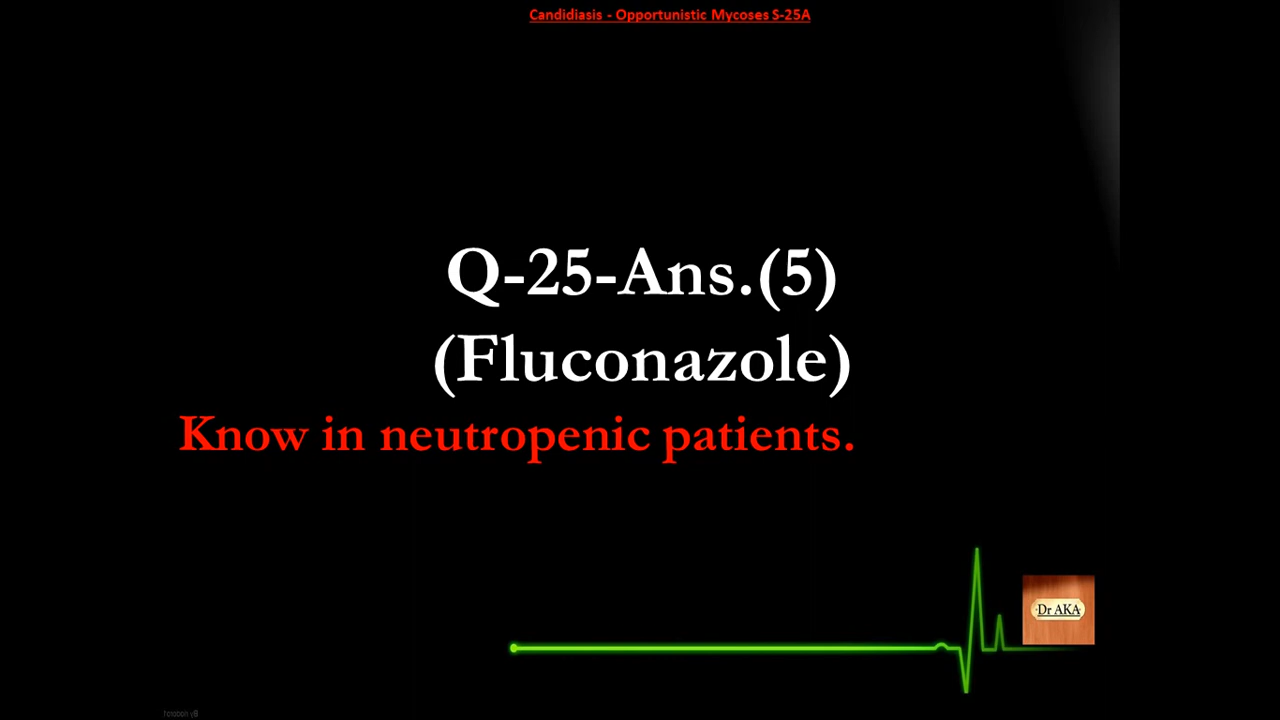 Candidiasis - Opportunistic Mycoses S-25A
Q-25-Ans.(5)
(Fluconazole)
Know in neutropenic patients.
Dr AKA